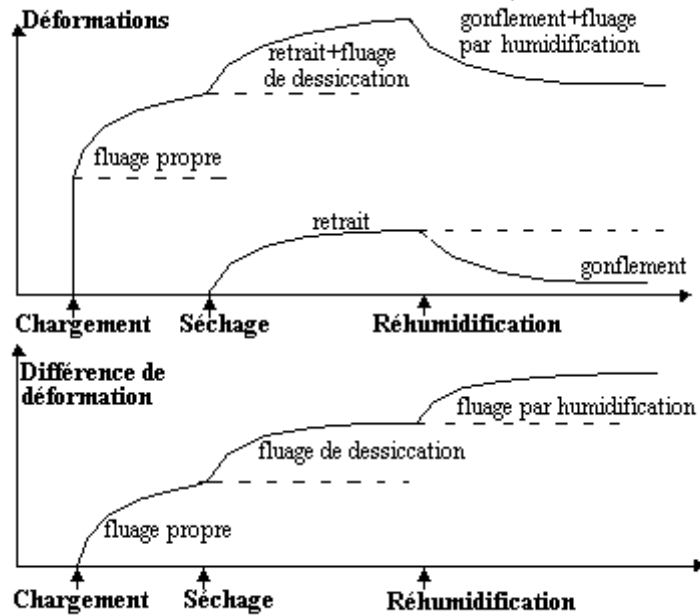 Déformations
gonflement+fluage
par humidification
retrait+fluage
de dessiccation
fluage propre
retrait
gonflement
Chargement Séchage Réhumidification
Différence de
déformation
fluage par humidification
fluage de dessiccation
fluage propre
Chargement Séchage Réhumidification